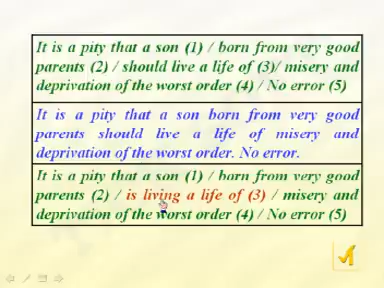 It is a pity that a son (1) / born from very good
parents (2) / should live a life of (3)/ misery and
deprivation of the worst order (4) / No error (5)
It is a pity that a son born from very good
parents should live a life of misery and
deprivation of the worst order. No error.
It is a pity that a son (1) / born from very good
parents (2) / is living a life of (3) / misery and
deprivation of the worst order (4) / No error (5)